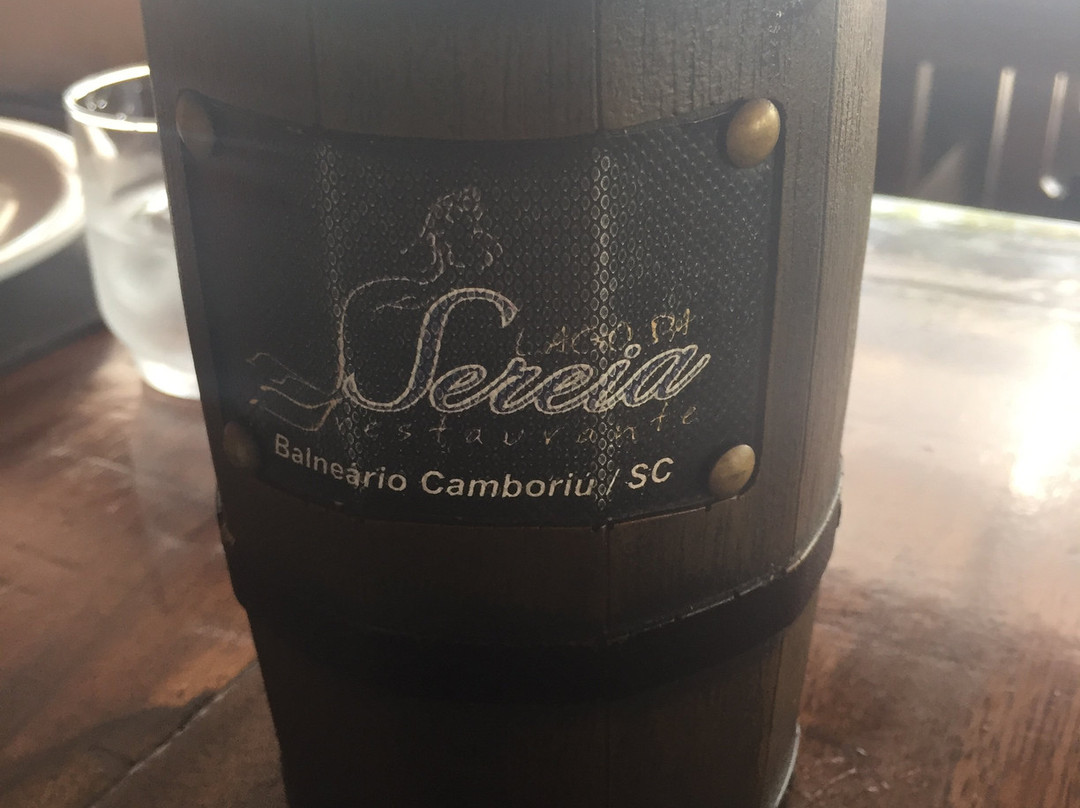 LAGO DA
Sereia
restaurante
Balneário Camboriú / SC